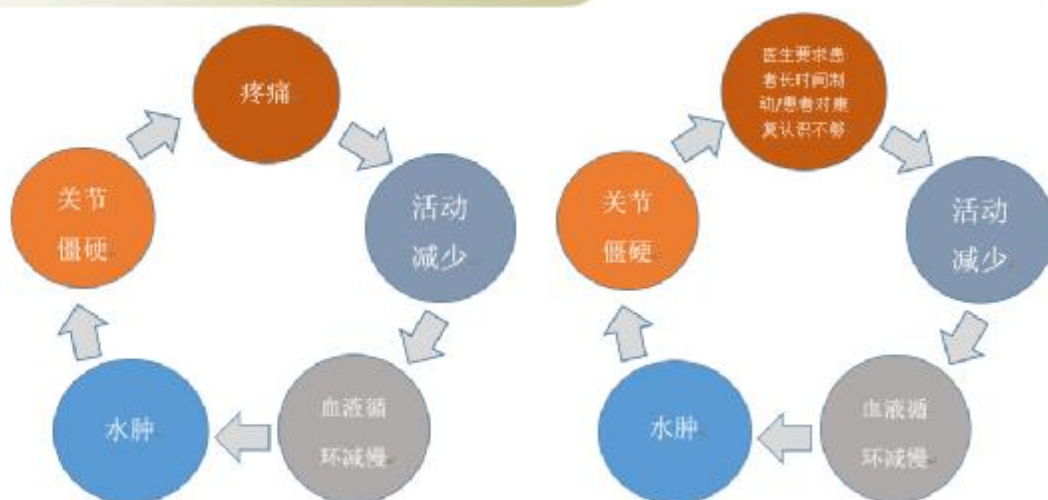 疼痛
活动
减少
血液循
环减慢
水肿
关节
僵硬
医生要求患
者长时间制
动/患者对康
复认识不够
活动
减少
血液循
环减慢
水肿
关节
僵硬